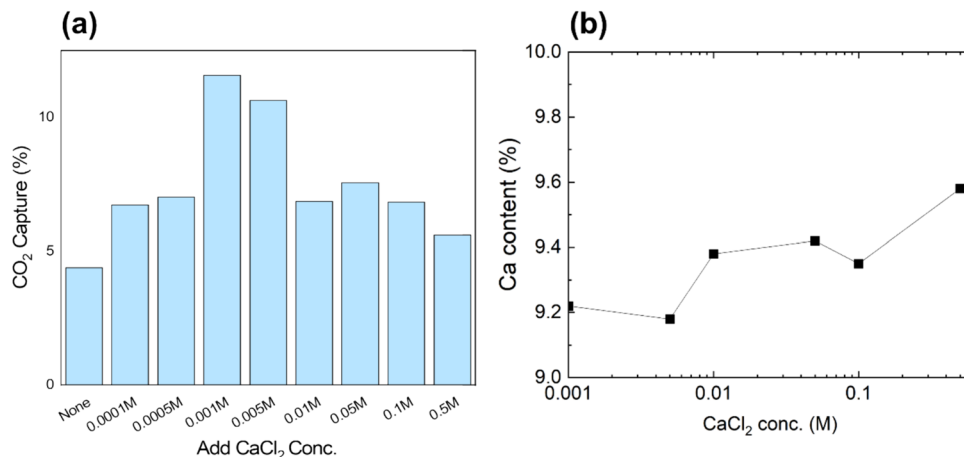 (a)
CO₂ Capture (%)
10
5
0
None
0.0001M
0.0005M
0.001M
0.005M
0.01M
0.05M
0.1M
0.5M
Add CaCl₂ Conc.
(b)
Ca content (%)
10.0
9.8
9.6
9.4
9.2
9.0
0.001
0.01
0.1
CaCl₂ conc. (M)